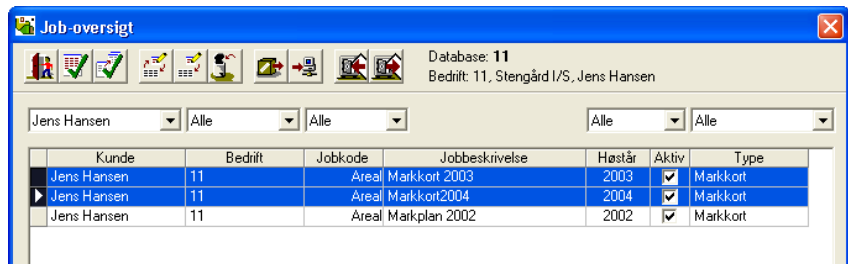 Job-oversigt
Database: 11
Bedrift: 11, Stengård I/S, Jens Hansen
Jens Hansen Alle Alle Alle Alle
Kunde Bedrift Jobkode Jobbeskrivelse Høstår Aktiv Type
Jens Hansen 11 Areal Markkort 2003 2003 Markkort
Jens Hansen 11 Areal Markkort2004 2004 Markkort
Jens Hansen 11 Areal Markplan 2002 2002 Markkort